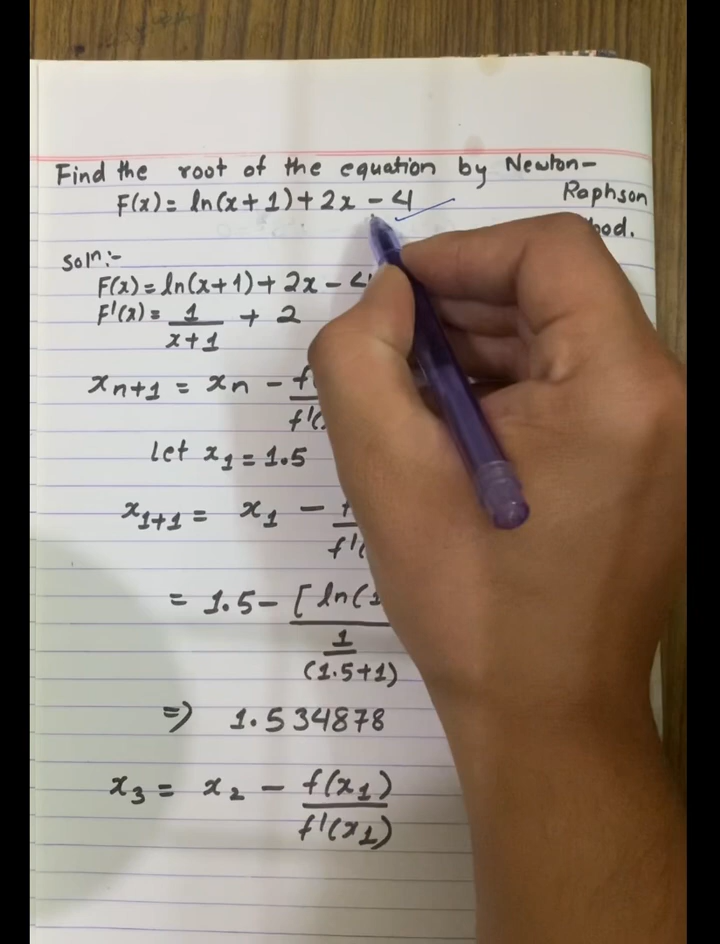 Find the root of the equation by Newton-
F(x) = ln(x+1)+2x-4 Raphson
Soln:-
F(x) = ln(x+1)+2x-
F'(x) = 1/(x+1) + 2
xn+1 = xn - f
f'(
let x1 = 1.5
x1+1 = x1 -
f'(
= 1.5 - [ln(1
1
(1.5+1)
=> 1.534878
x3 = x2 - f(x1)
f'(x1)